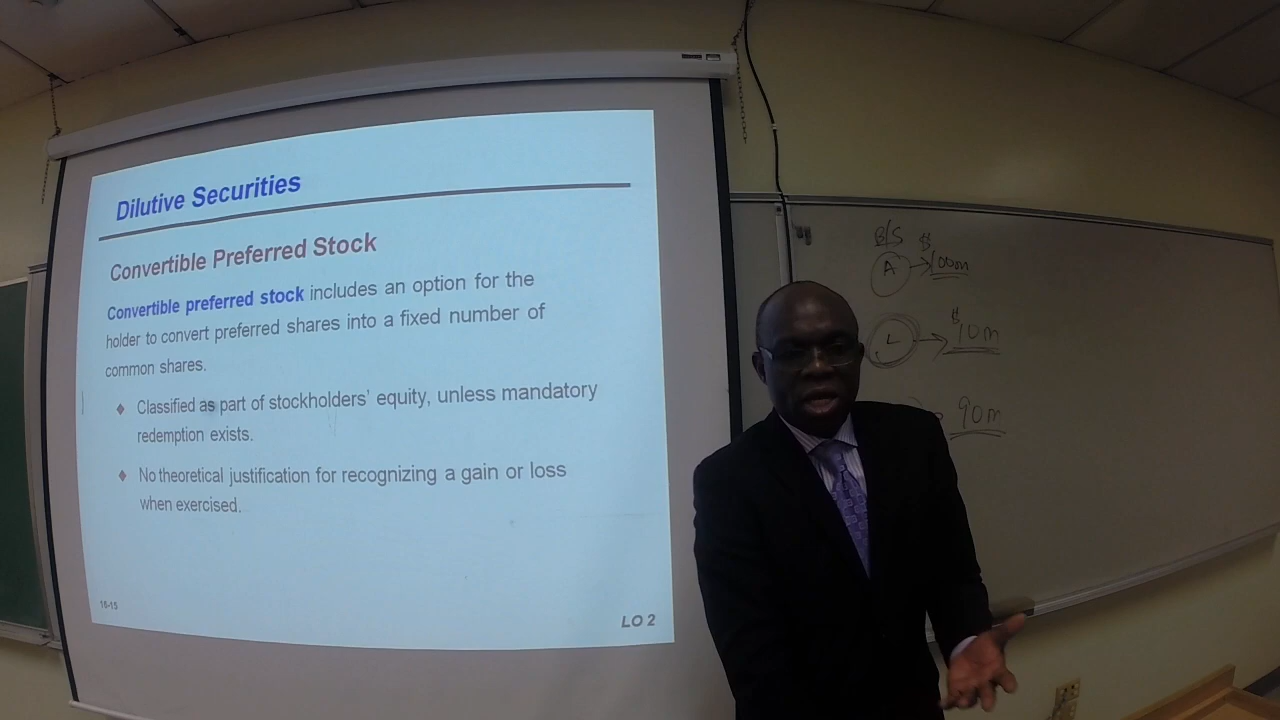 Dilutive Securities
Convertible Preferred Stock
Convertible preferred stock includes an option for the
holder to convert preferred shares into a fixed number of
common shares.
Classified as part of stockholders' equity, unless mandatory
redemption exists.
No theoretical justification for recognizing a gain or loss
when exercised.
16-15
LO 2
B/S
A → $100m
L → $10m
90m